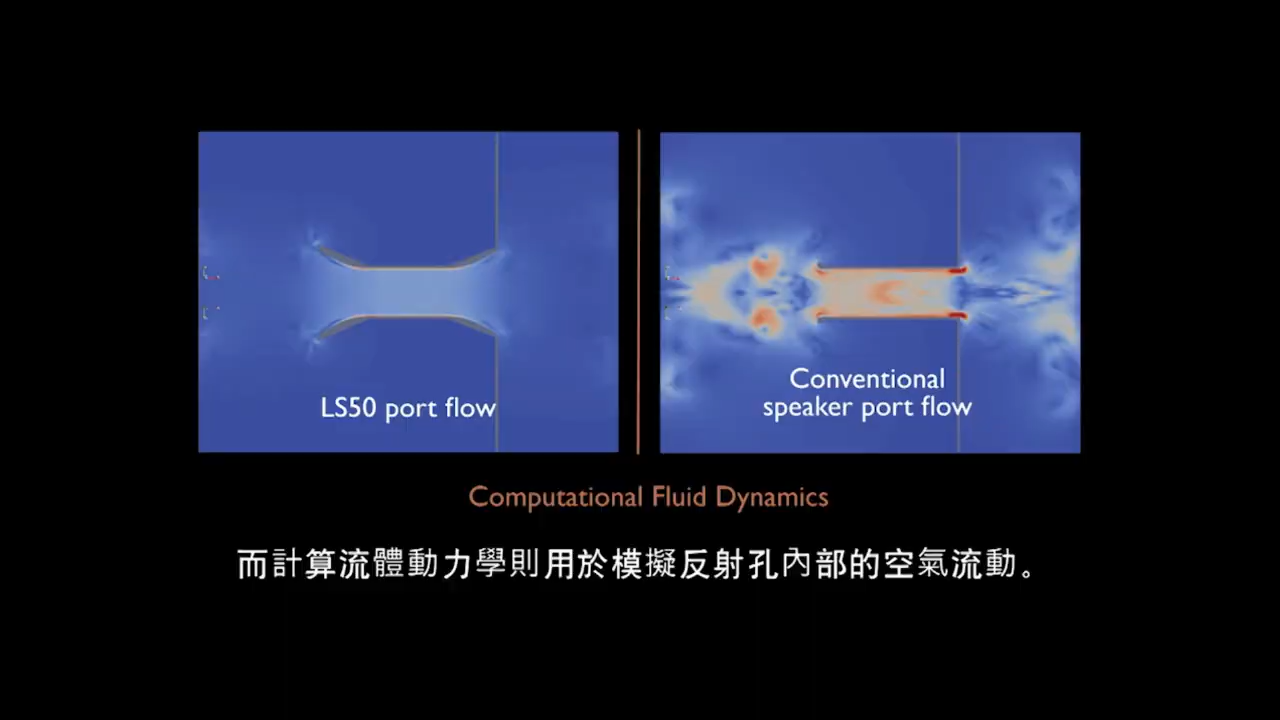 LS50 port flow
Conventional
speaker port flow
Computational Fluid Dynamics
而計算流體動力學則用於模擬反射孔內部的空氣流動。